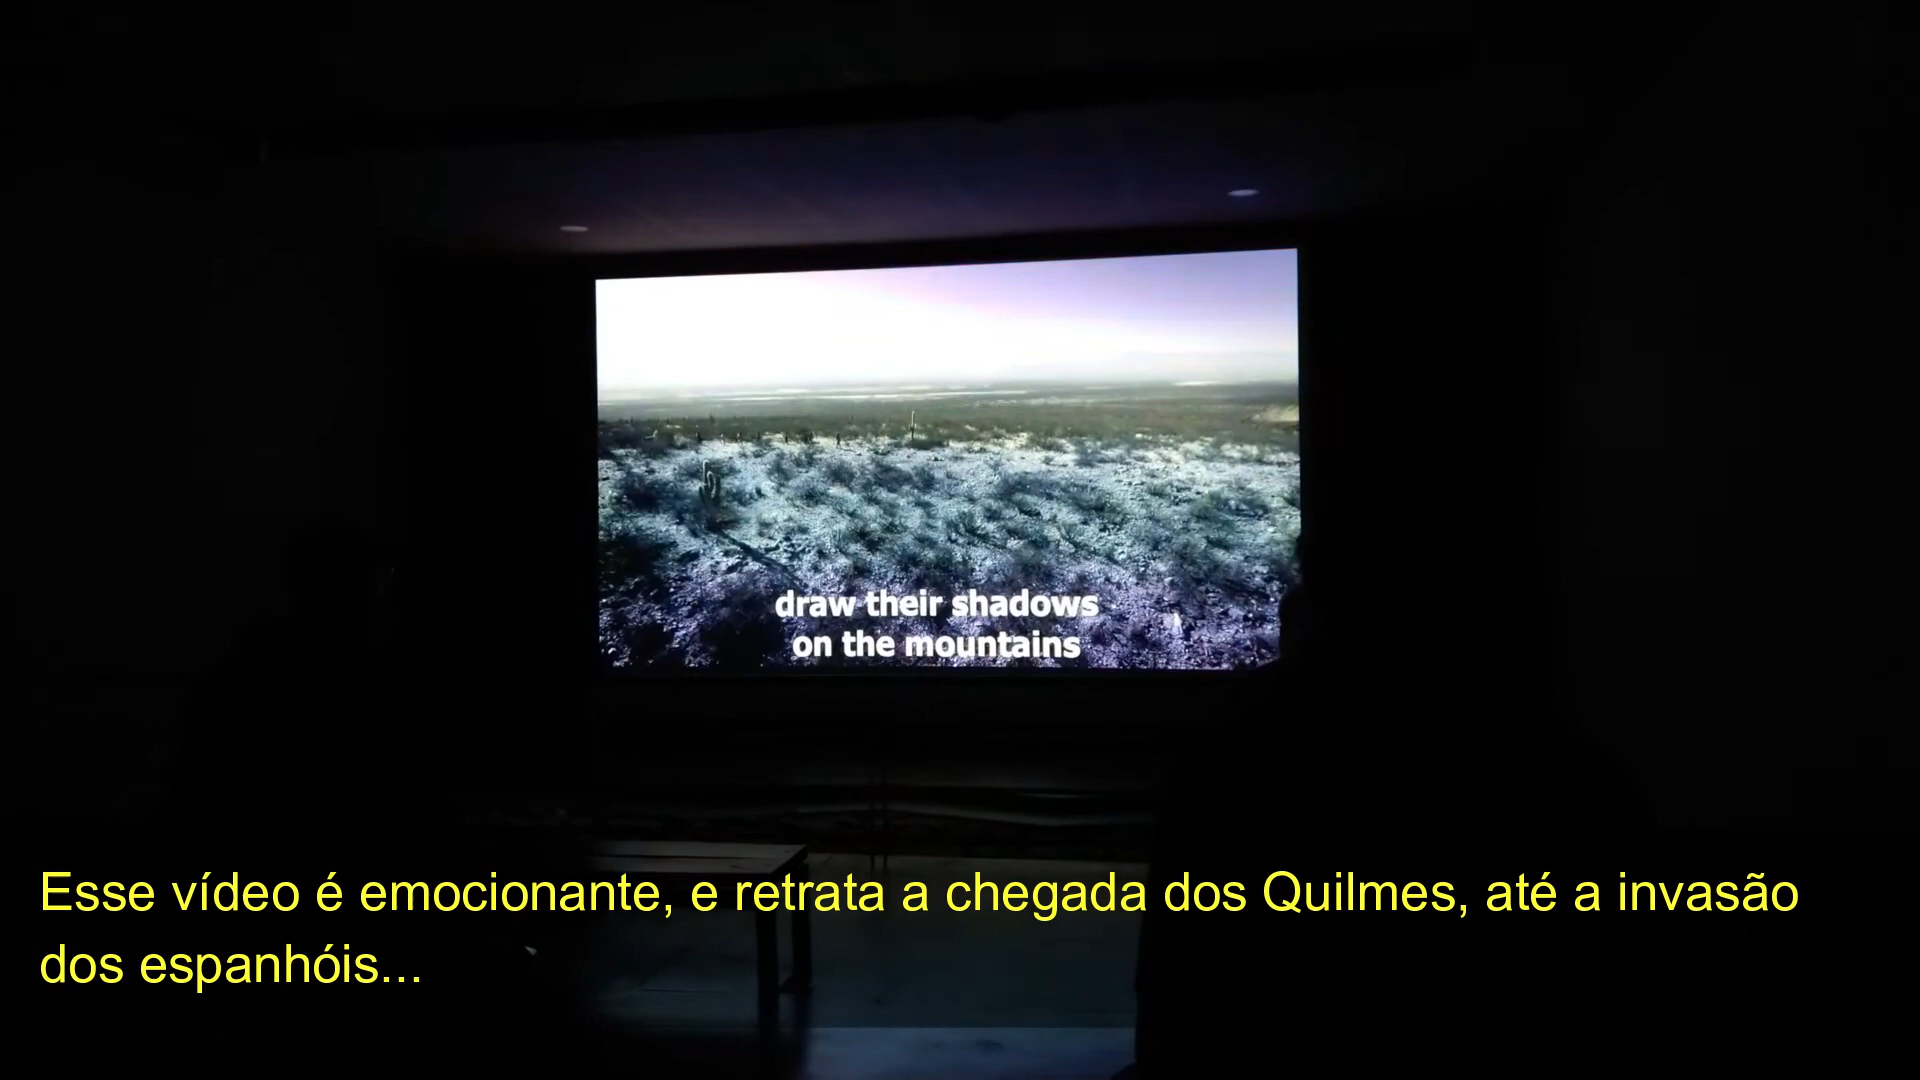 draw their shadows
on the mountains
Esse vídeo é emocionante, e retrata a chegada dos Quilmes, até a invasão
dos espanhóis...